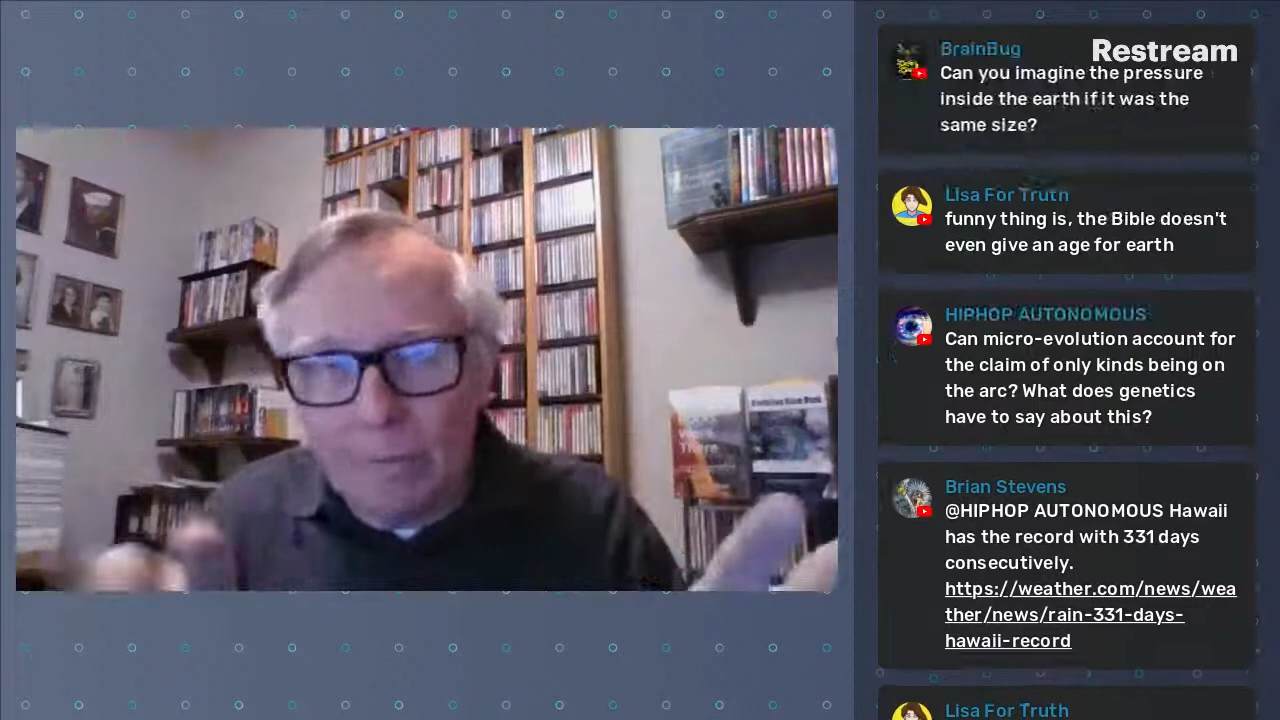 Restream
BrainBug
Can you imagine the pressure
inside the earth if it was the
same size?
Lisa For Truth
funny thing is, the Bible doesn't
even give an age for earth
HIPHOP AUTONOMOUS
Can micro-evolution account for
the claim of only kinds being on
the arc? What does genetics
have to say about this?
Brian Stevens
@HIPHOP AUTONOMOUS Hawaii
has the record with 331 days
consecutively.
https://weather.com/news/wea
ther/news/rain-331-days-
hawaii-record
Lisa For Truth